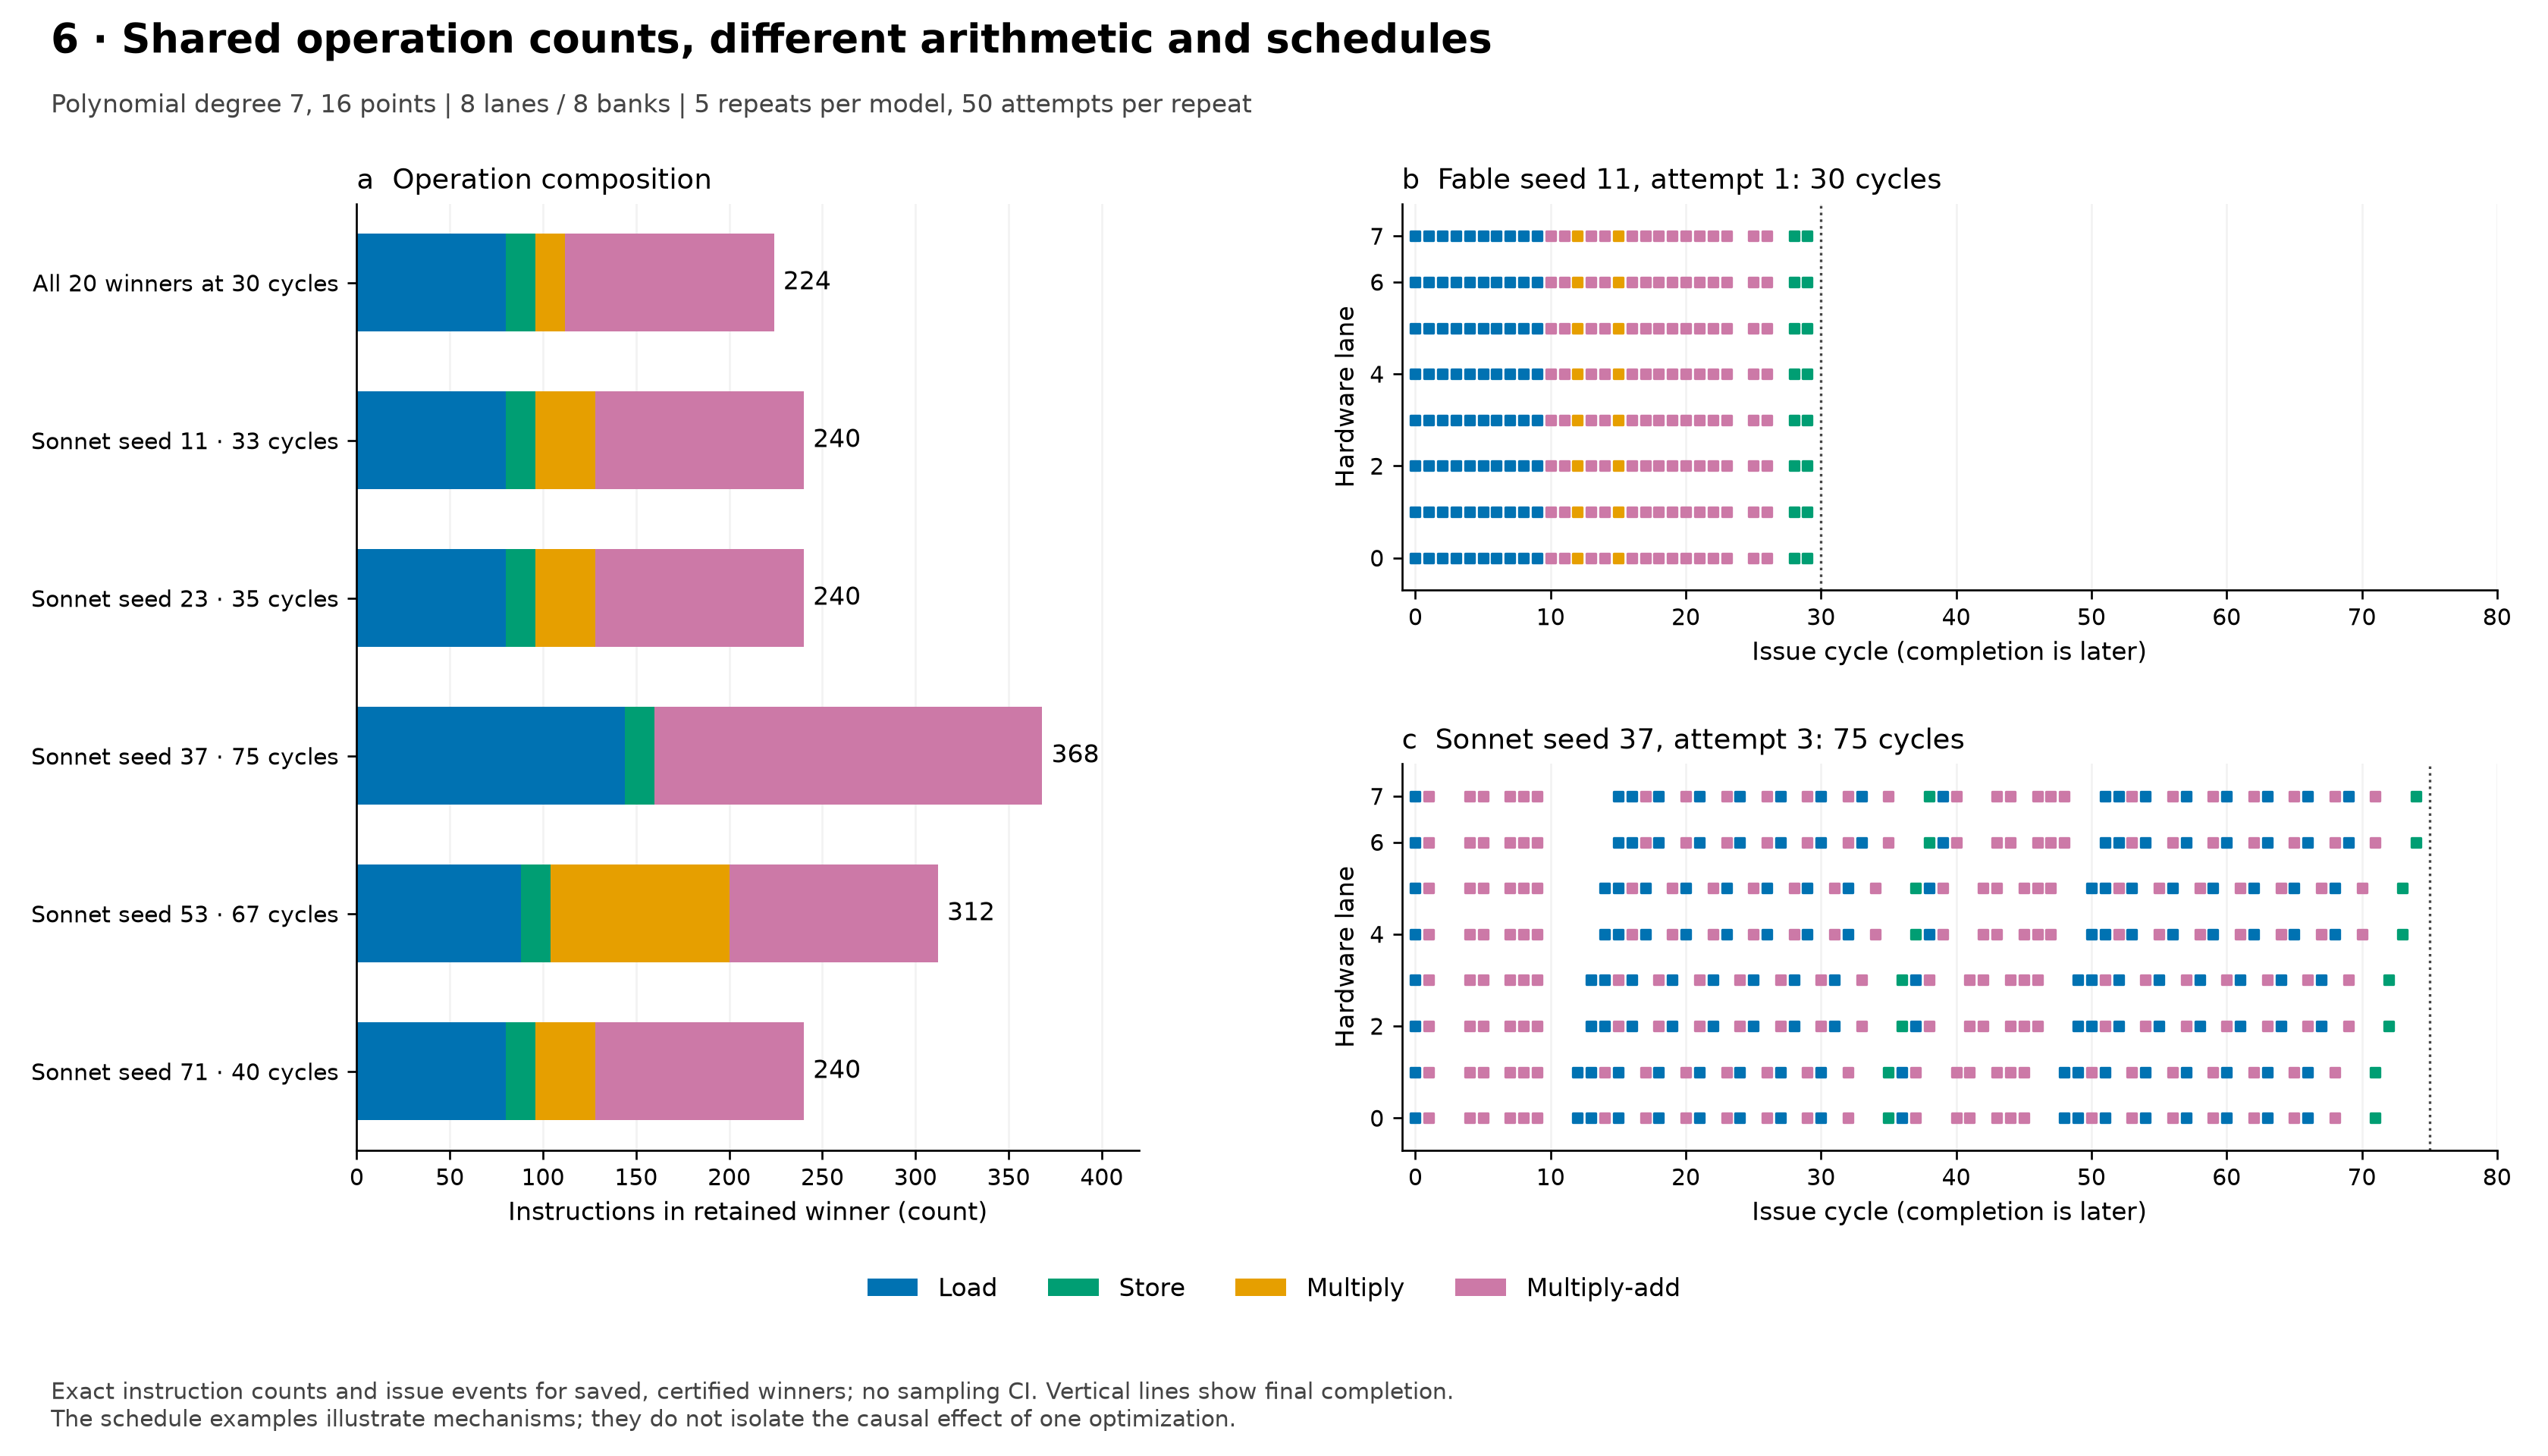 6 · Shared operation counts, different arithmetic and schedules
Polynomial degree 7, 16 points | 8 lanes / 8 banks | 5 repeats per model, 50 attempts per repeat
a Operation composition
All 20 winners at 30 cycles
224
Sonnet seed 11 · 33 cycles
240
Sonnet seed 23 · 35 cycles
240
Sonnet seed 37 · 75 cycles
368
Sonnet seed 53 · 67 cycles
312
Sonnet seed 71 · 40 cycles
240
0 50 100 150 200 250 300 350 400
Instructions in retained winner (count)
b Fable seed 11, attempt 1: 30 cycles
Hardware lane
7
6
5
4
3
2
1
0
0 10 20 30 40 50 60 70 80
Issue cycle (completion is later)
c Sonnet seed 37, attempt 3: 75 cycles
Hardware lane
7
6
5
4
3
2
1
0
0 10 20 30 40 50 60 70 80
Issue cycle (completion is later)
Load Store Multiply Multiply-add
Exact instruction counts and issue events for saved, certified winners; no sampling CI. Vertical lines show final completion.
The schedule examples illustrate mechanisms; they do not isolate the causal effect of one optimization.